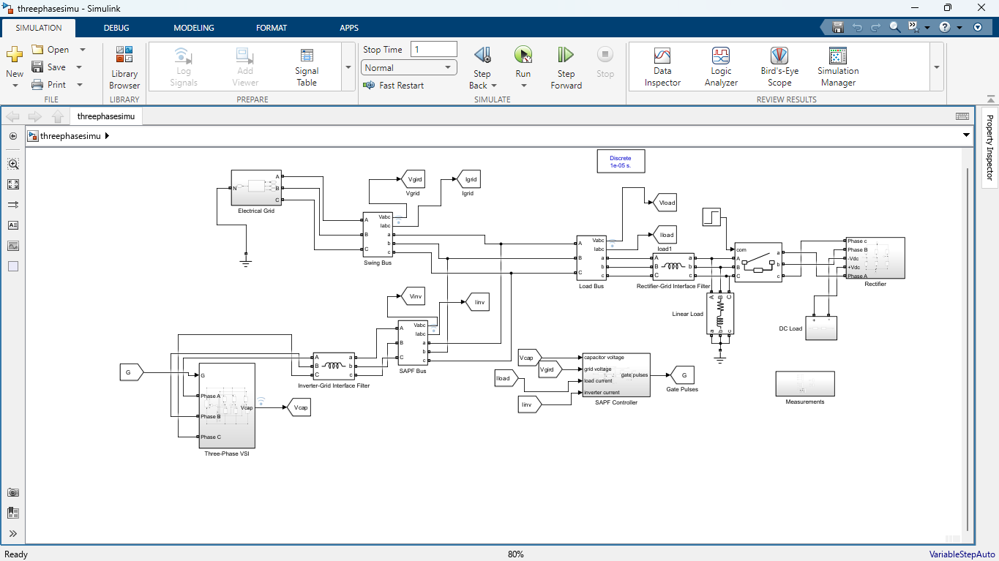 threephasesimu - Simulink
SIMULATION
DEBUG
MODELING
FORMAT
APPS
New
Open
Save
Print
FILE
Library
Browser
LIBRARY
Log
Signals
Add
Viewer
Signal
Table
PREPARE
Stop Time 1
Normal
Fast Restart
Step
Back
Run
Step
Forward
Stop
SIMULATE
Data
Inspector
Logic
Analyzer
Bird's-Eye
Scope
Simulation
Manager
REVIEW RESULTS
threephasesimu
threephasesimu
Property Inspector
Discrete
1e-05 s.
N
A
B
C
Electrical Grid
Vgird
Vgrid
Igrid
Igrid
A
B
C
Vabc
Iabc
a
b
c
Swing Bus
Vload
Iload
load1
A
B
C
Vabc
Iabc
a
b
c
Load Bus
A
B
C
a
b
c
Rectifier-Grid Interface Filter
com
A
B
C
a
b
c
Phase c
Phase B
-Vdc
+Vdc
Phase A
Rectifier
A
B
C
a
b
c
Linear Load
+
-
DC Load
Vinv
Iinv
A
B
C
Vabc
Iabc
a
b
c
SAPF Bus
A
B
C
a
b
c
Inverter-Grid Interface Filter
G
G
Phase A
Phase B
Phase C
Vcap
Three-Phase VSI
Vcap
Vcap
Vgird
Iload
Iinv
capacitor voltage
grid voltage
load current
inverter current
gate pulses
SAPF Controller
G
Gate Pulses
Measurements
Ready
80%
VariableStepAuto